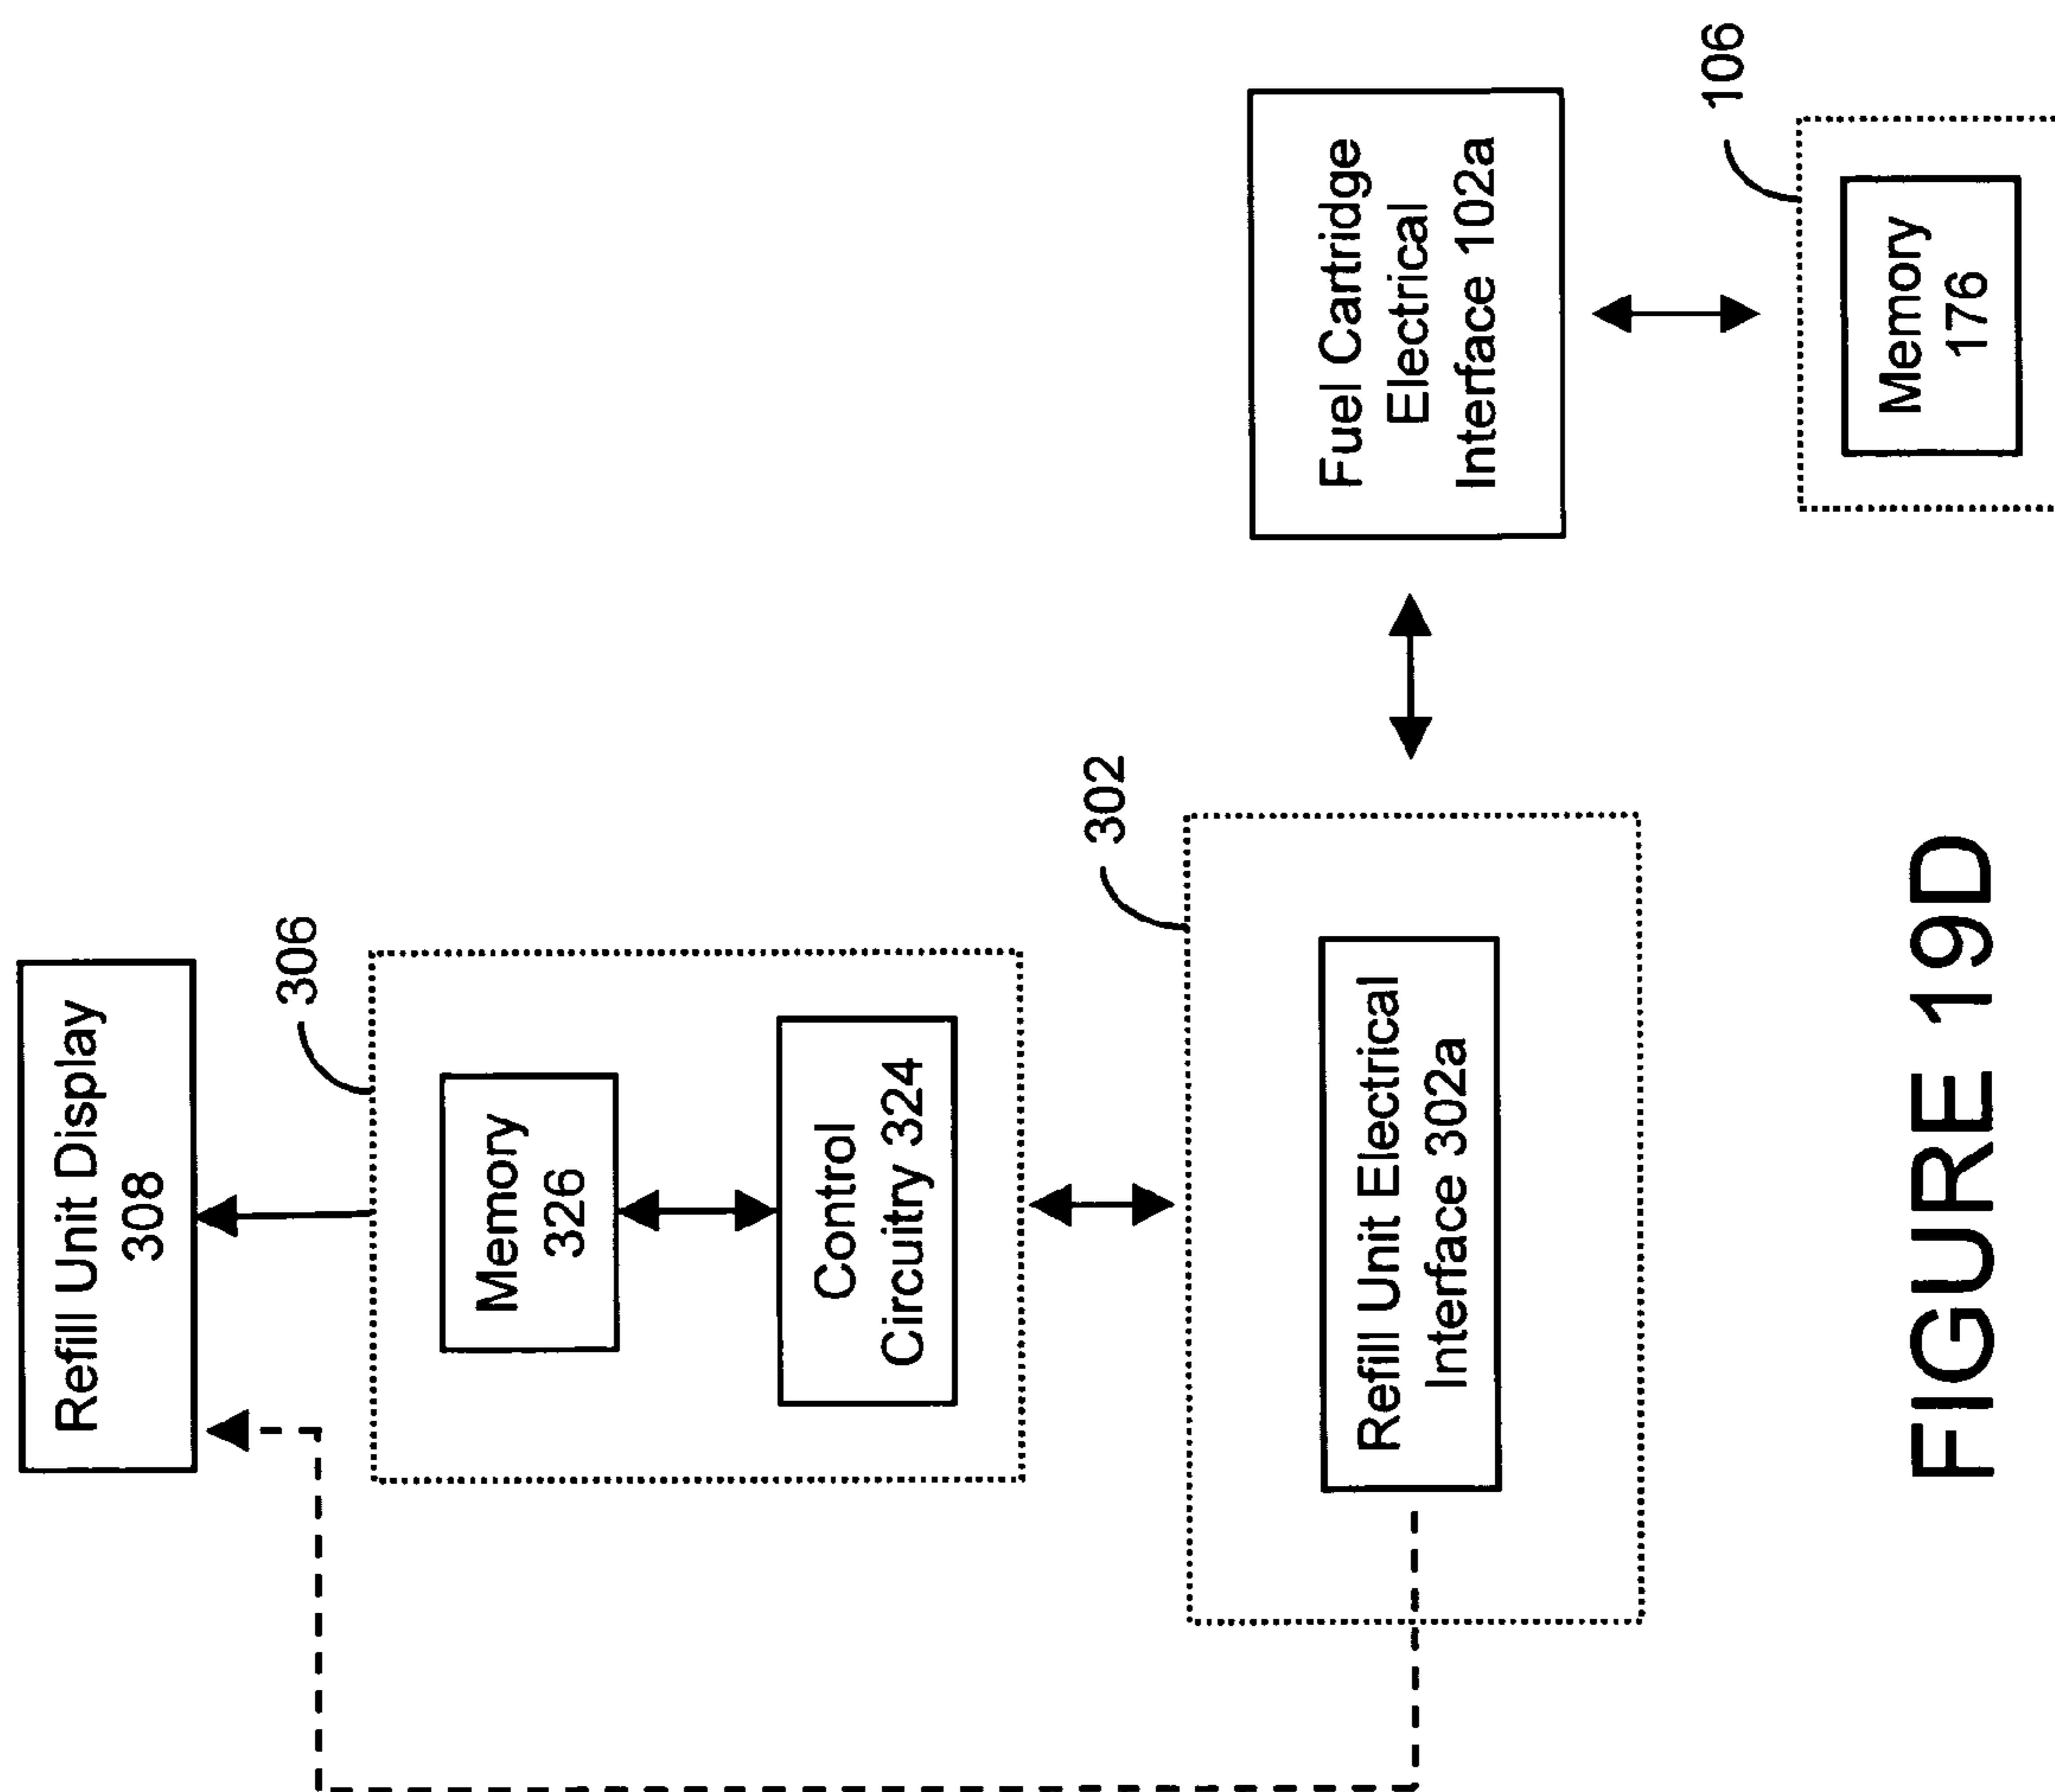 Refill Unit Display
308
306
Memory
326
Control
Circuitry 324
302
Refill Unit Electrical
Interface 302a
Fuel Cartridge
Electrical
Interface 102a
106
Memory
176
FIGURE 19D